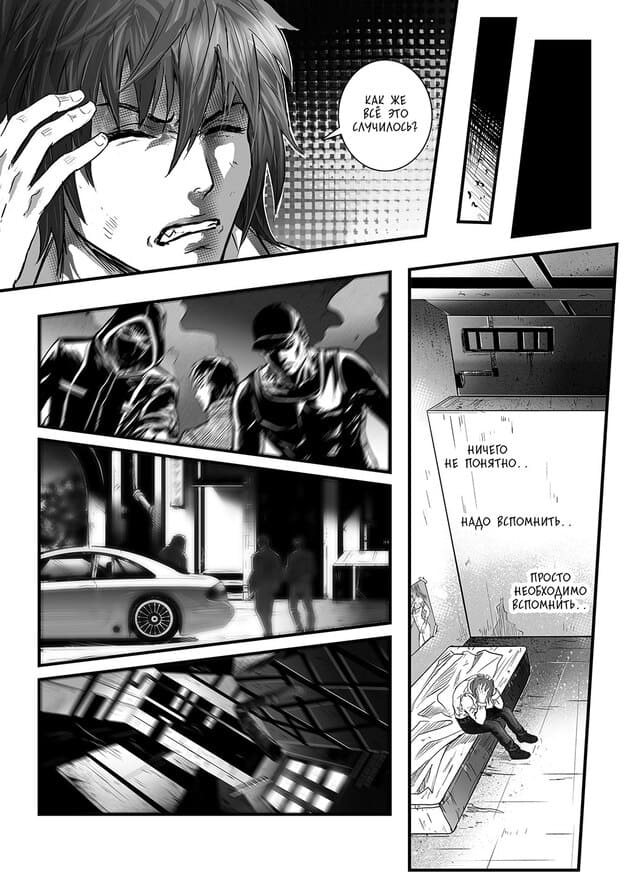 КАК ЖЕ
ВСЁ ЭТО
СЛУЧИЛОСЬ?
НИЧЕГО
НЕ ПОНЯТНО..
НАДО ВСПОМНИТЬ..
ПРОСТО
НЕОБХОДИМО
ВСПОМНИТЬ..